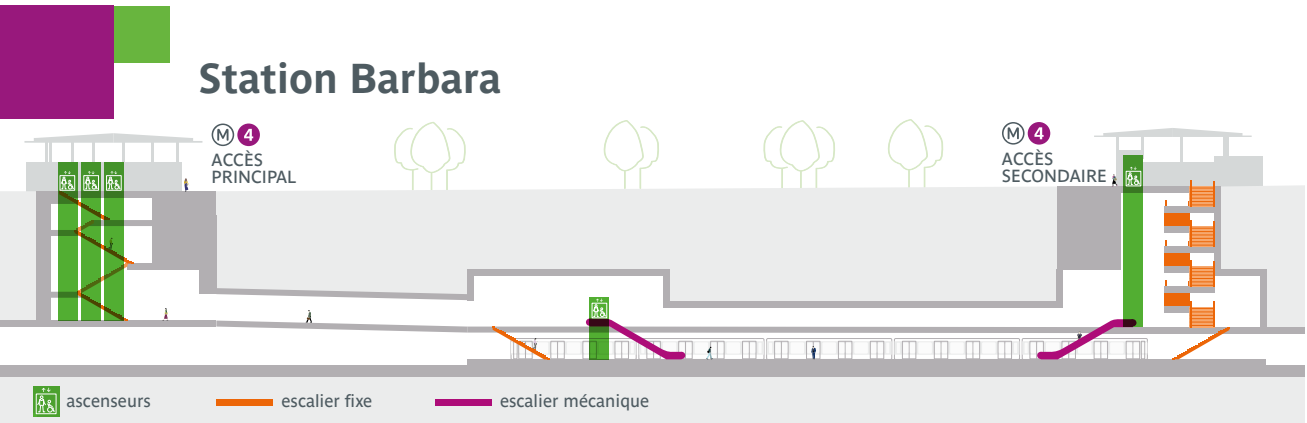 Station Barbara
M 4
ACCÈS
PRINCIPAL
M 4
ACCÈS
SECONDAIRE
ascenseurs
escalier fixe
escalier mécanique